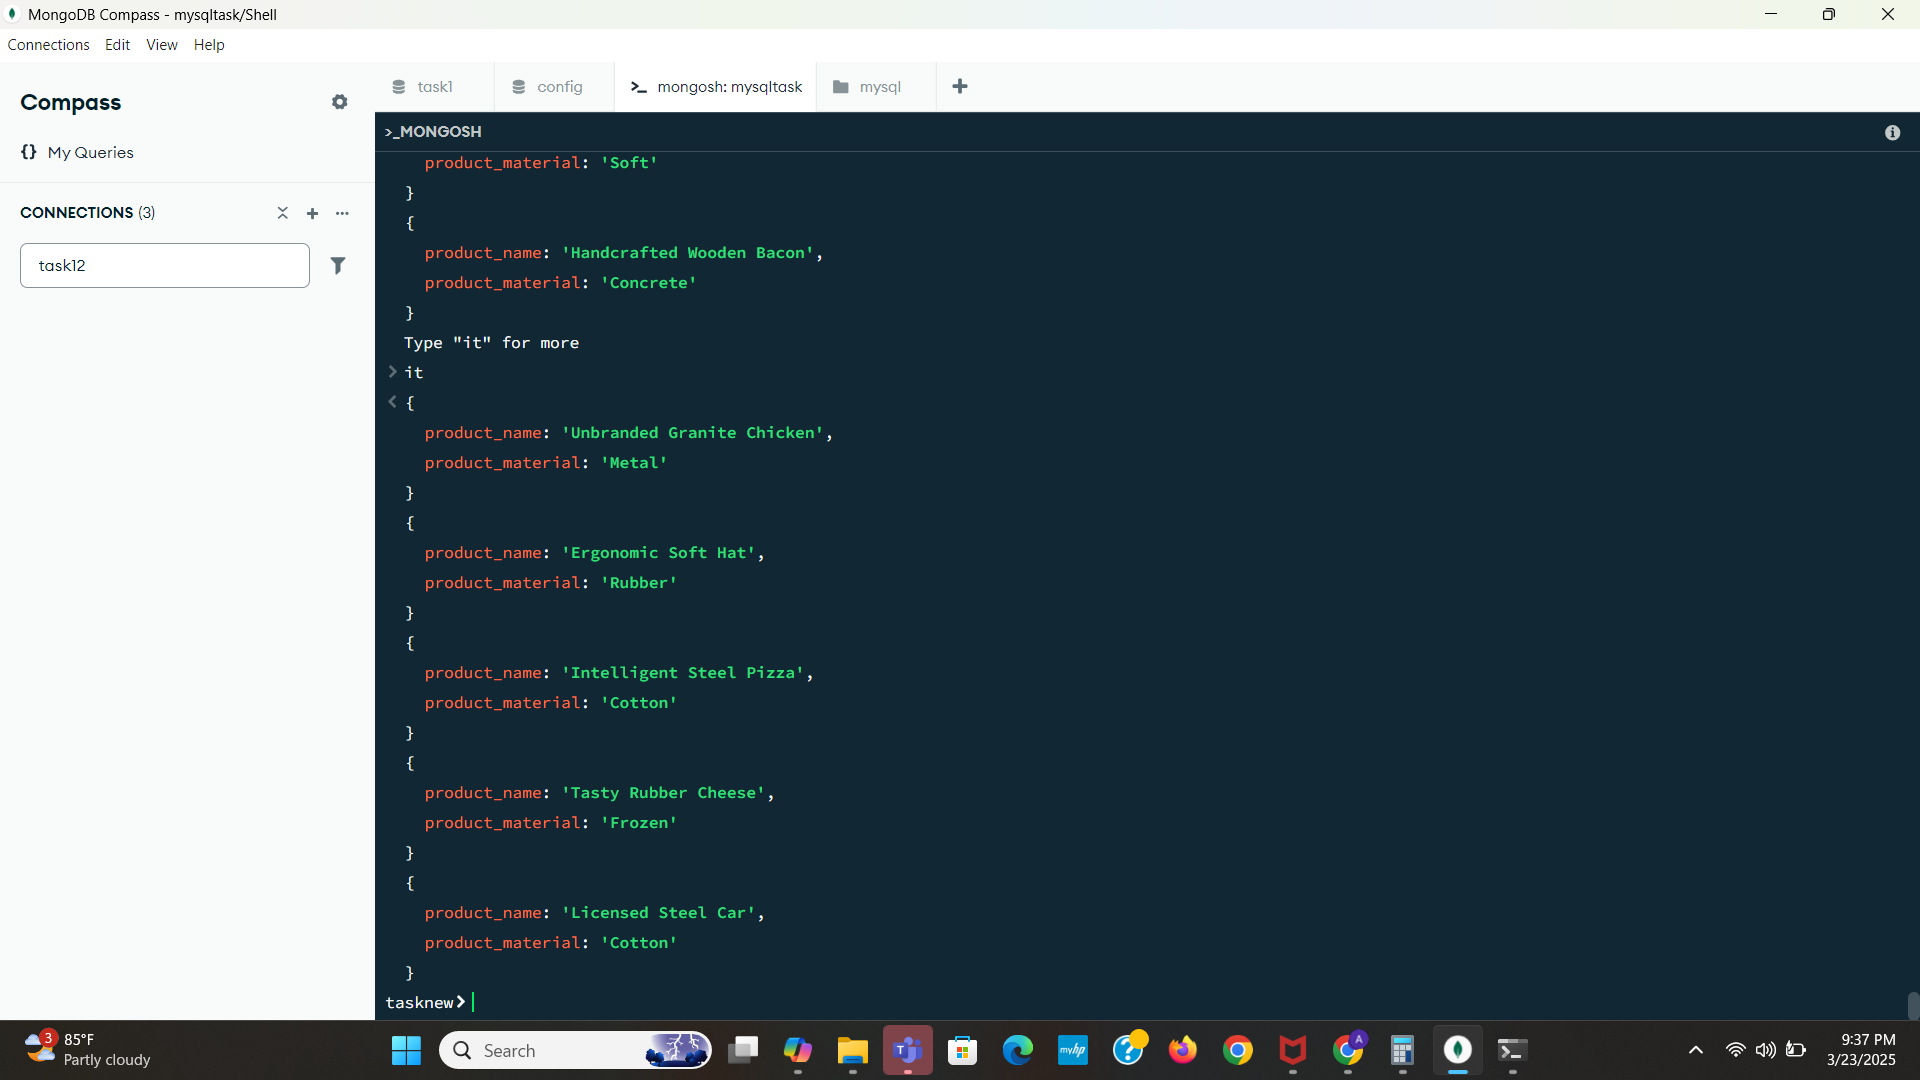 MongoDB Compass - mysqltask/Shell
Connections Edit View Help
Compass
{} My Queries
CONNECTIONS (3)
task12
task1 config >_ mongosh: mysqltask mysql +
>_MONGOSH
product_material: 'Soft'
}
{
product_name: 'Handcrafted Wooden Bacon',
product_material: 'Concrete'
}
Type "it" for more
> it
< {
product_name: 'Unbranded Granite Chicken',
product_material: 'Metal'
}
{
product_name: 'Ergonomic Soft Hat',
product_material: 'Rubber'
}
{
product_name: 'Intelligent Steel Pizza',
product_material: 'Cotton'
}
{
product_name: 'Tasty Rubber Cheese',
product_material: 'Frozen'
}
{
product_name: 'Licensed Steel Car',
product_material: 'Cotton'
}
tasknew>
3
85°F
Partly cloudy
Search
myhp
A
9:37 PM
3/23/2025